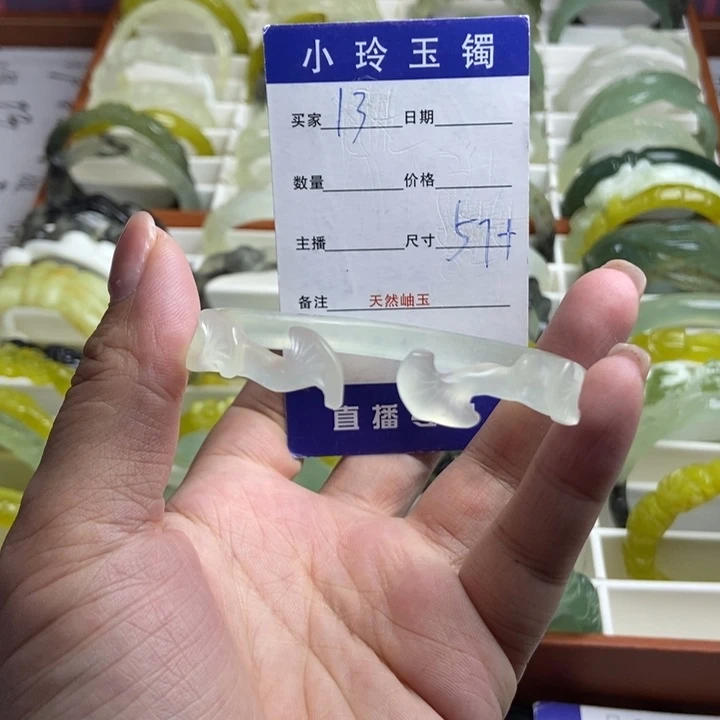 小玲玉镯
买家 13 日期
数量 价格
主播 尺寸 57+
备注 天然岫玉
直播